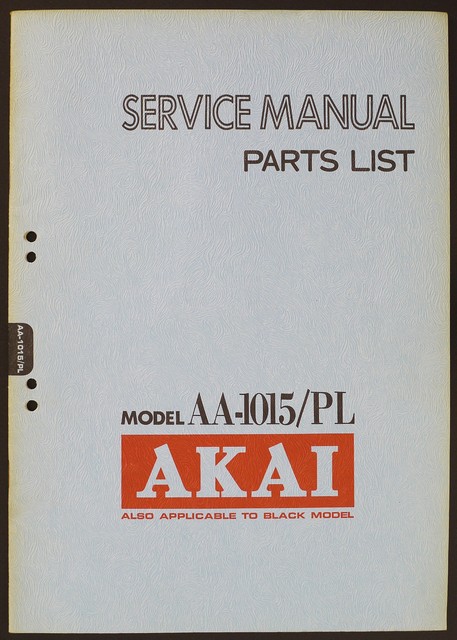 SERVICE MANUAL
PARTS LIST
AA-1015/PL
MODEL AA-1015/PL
AKAI
ALSO APPLICABLE TO BLACK MODEL